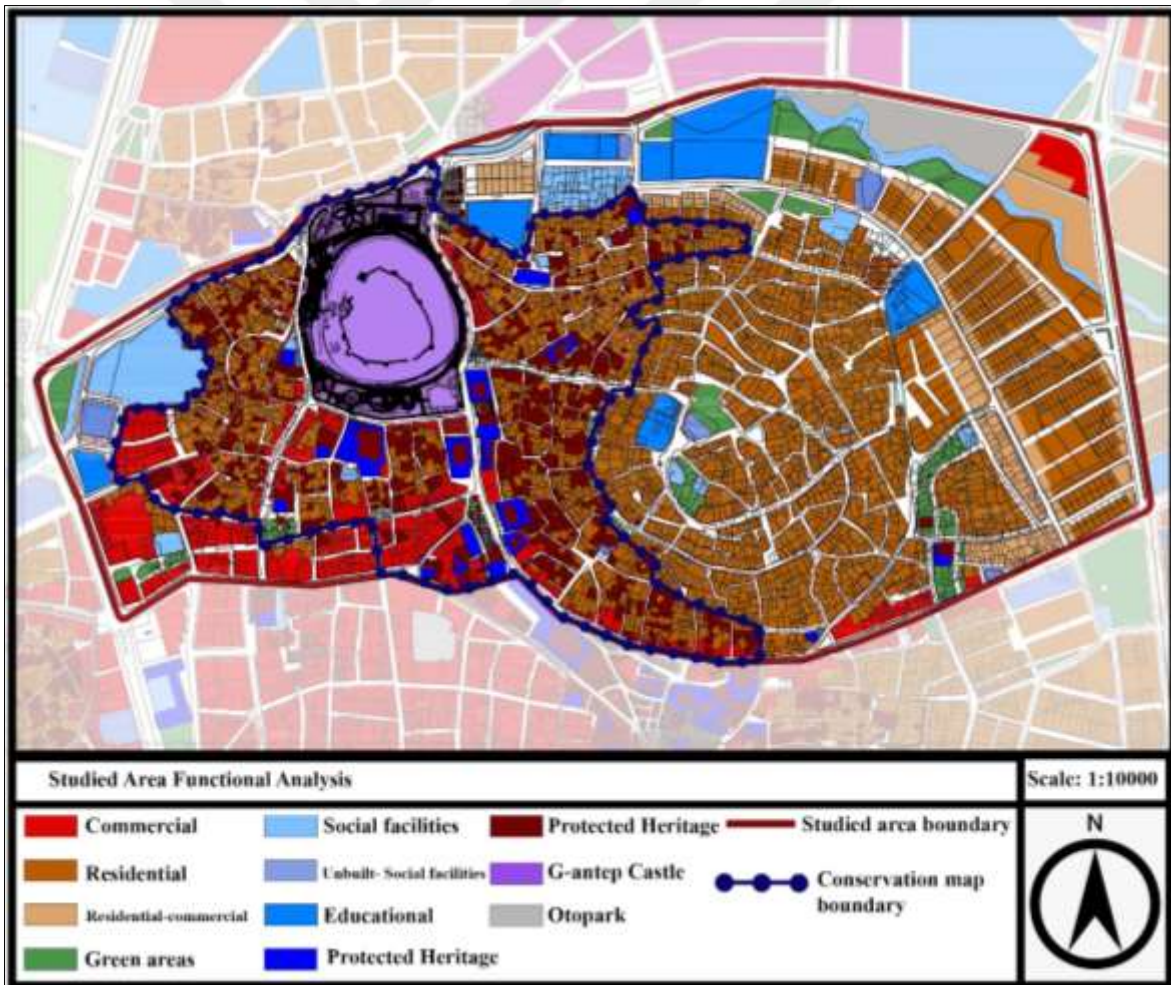 Studied Area Functional Analysis
Scale: 1:10000
Commercial
Social facilities
Protected Heritage
Studied area boundary
Residential
Unbuilt- Social facilities
G-antep Castle
Conservation map
boundary
Residential-commercial
Educational
Otopark
Green areas
Protected Heritage
N